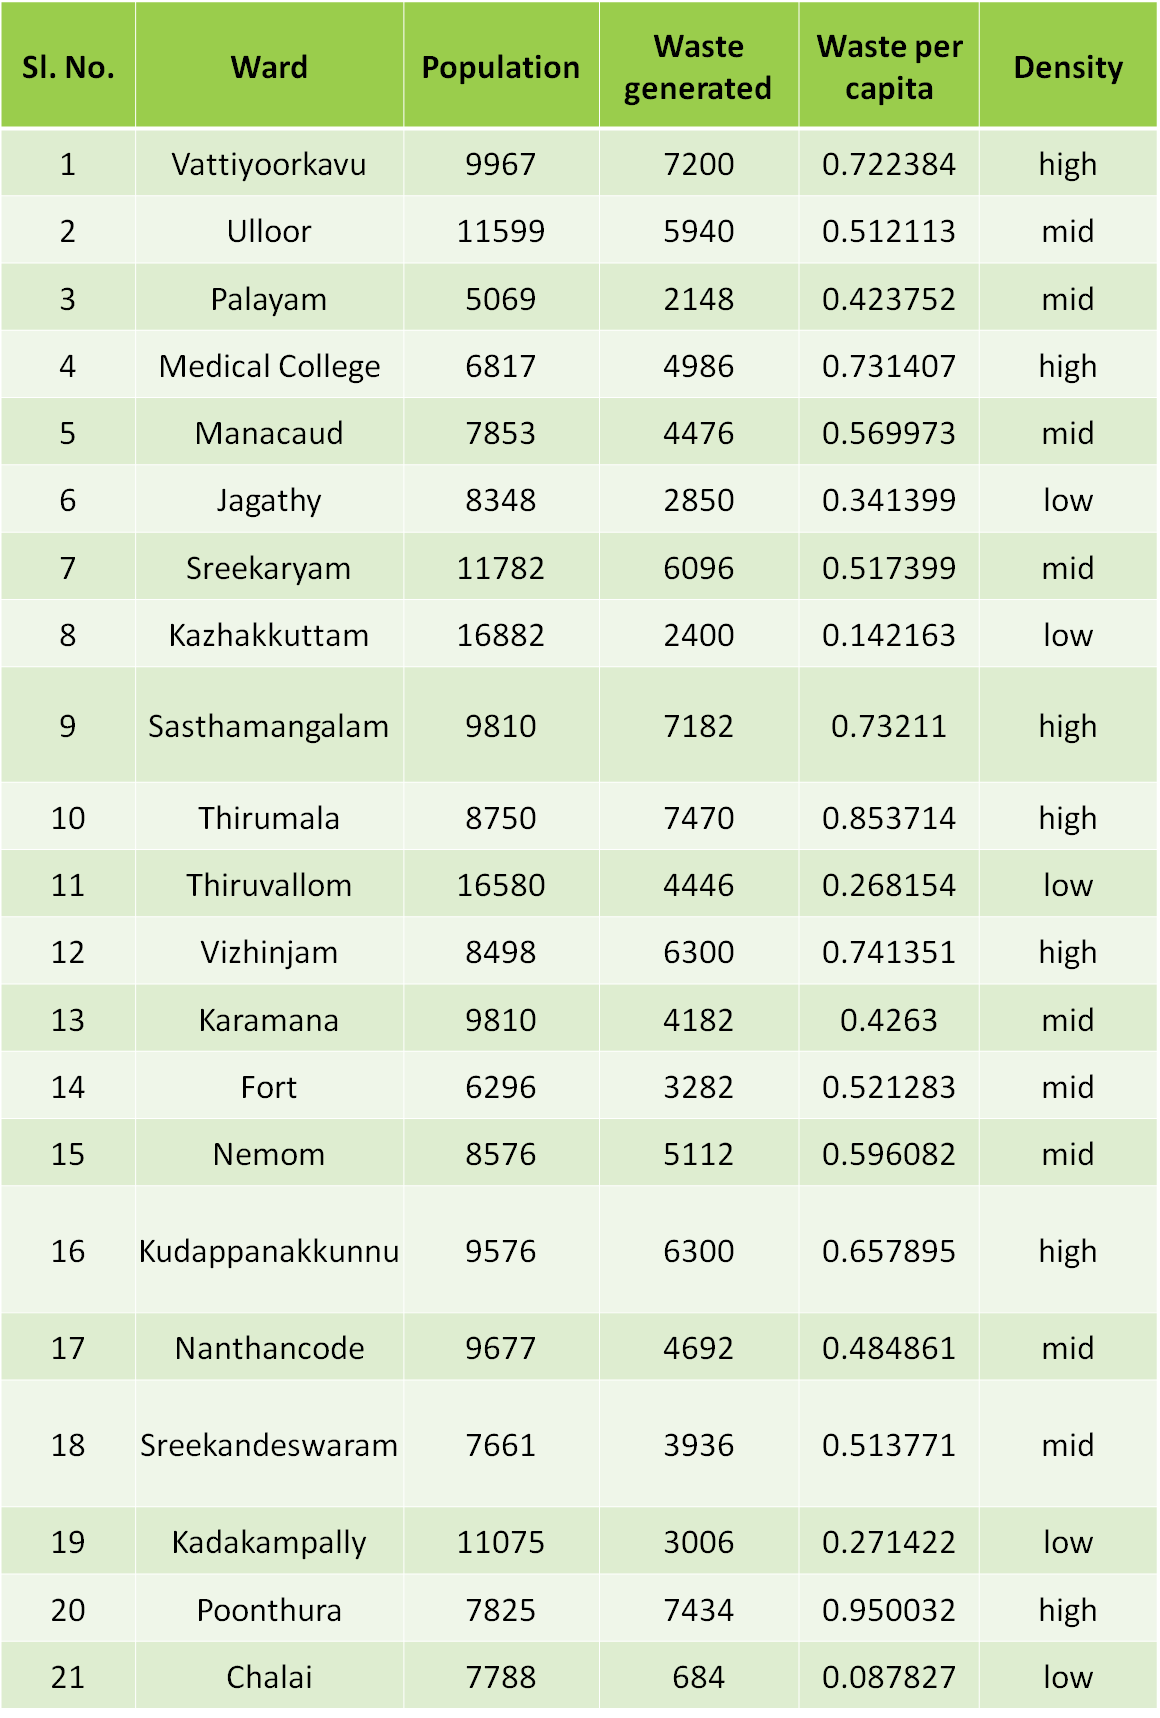 Sl. No. Ward Population Waste generated Waste per capita Density
1 Vattiyoorkavu 9967 7200 0.722384 high
2 Ulloor 11599 5940 0.512113 mid
3 Palayam 5069 2148 0.423752 mid
4 Medical College 6817 4986 0.731407 high
5 Manacaud 7853 4476 0.569973 mid
6 Jagathy 8348 2850 0.341399 low
7 Sreekaryam 11782 6096 0.517399 mid
8 Kazhakkuttam 16882 2400 0.142163 low
9 Sasthamangalam 9810 7182 0.73211 high
10 Thirumala 8750 7470 0.853714 high
11 Thiruvallom 16580 4446 0.268154 low
12 Vizhinjam 8498 6300 0.741351 high
13 Karamana 9810 4182 0.4263 mid
14 Fort 6296 3282 0.521283 mid
15 Nemom 8576 5112 0.596082 mid
16 Kudappanakkunnu 9576 6300 0.657895 high
17 Nanthancode 9677 4692 0.484861 mid
18 Sreekandeswaram 7661 3936 0.513771 mid
19 Kadakampally 11075 3006 0.271422 low
20 Poonthura 7825 7434 0.950032 high
21 Chalai 7788 684 0.087827 low